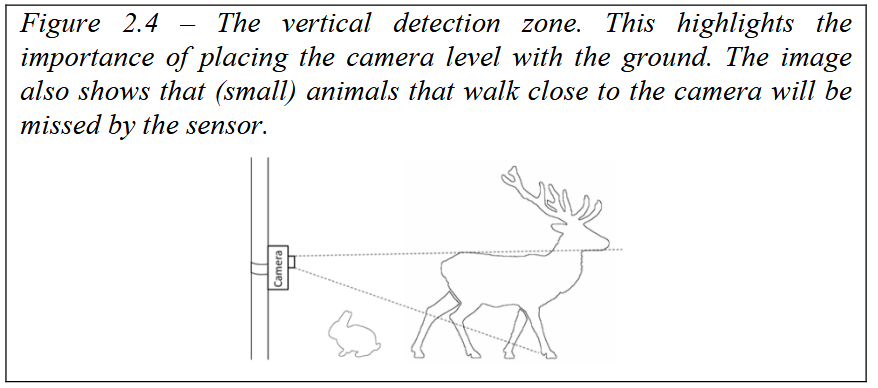 Figure 2.4 – The vertical detection zone. This highlights the
importance of placing the camera level with the ground. The image
also shows that (small) animals that walk close to the camera will be
missed by the sensor.
Camera